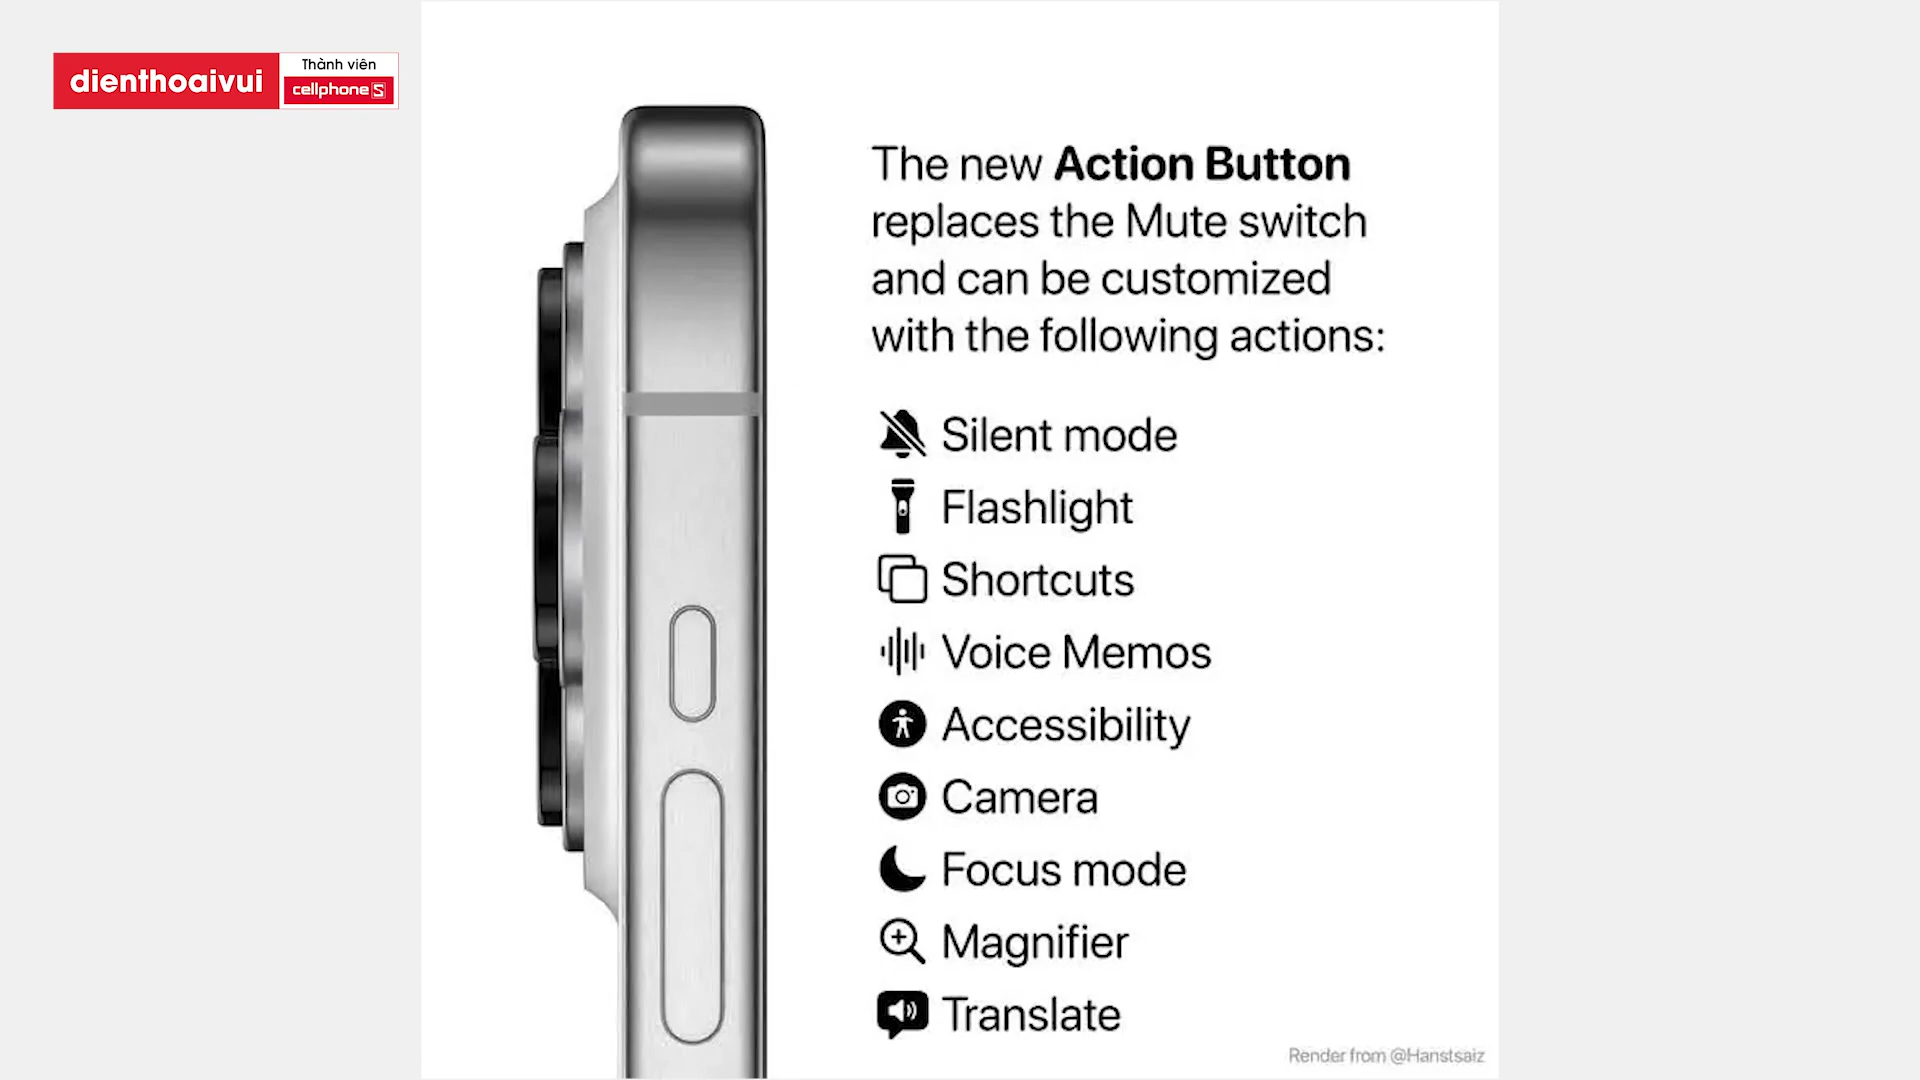 dienthoaivui
Thành viên
cellphoneS
The new Action Button
replaces the Mute switch
and can be customized
with the following actions:
Silent mode
Flashlight
Shortcuts
Voice Memos
Accessibility
Camera
Focus mode
Magnifier
Translate
Render from @Hanstsaiz